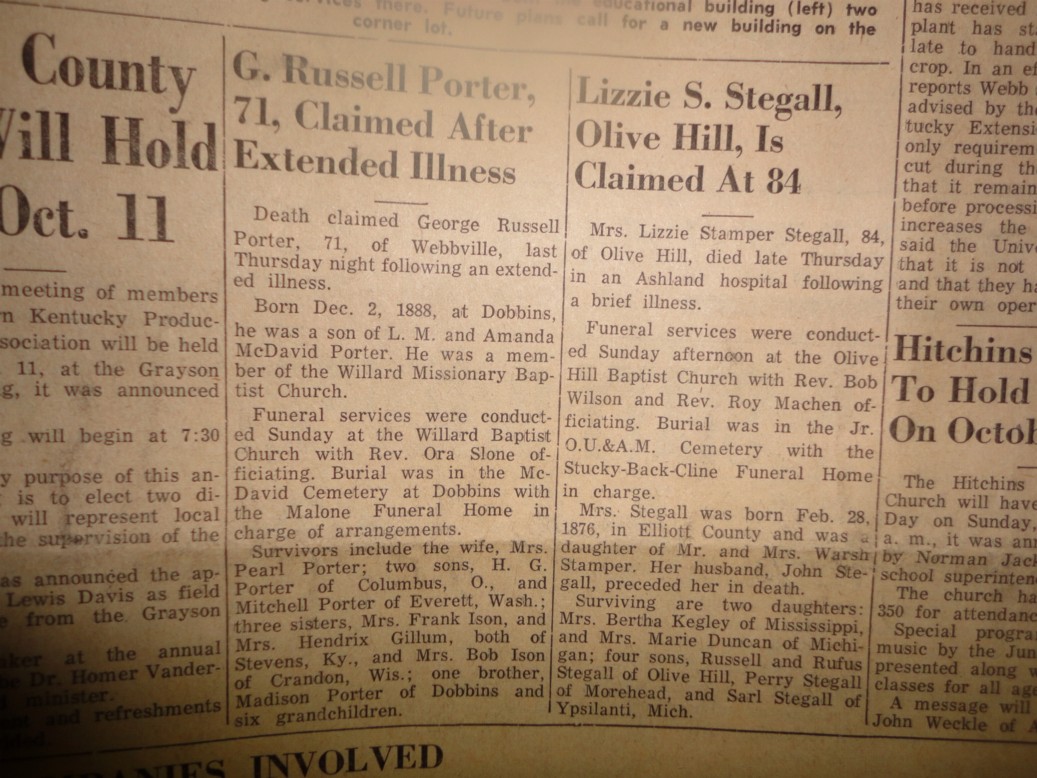 there. Future plans call for a new building on the
educational building (left) two
corner lot.
County
Will Hold
Oct. 11
meeting of members
Kentucky Produc-
sociation will be held
11, at the Grayson
it was announced
will begin at 7:30
purpose of this an-
is to elect two di-
will represent local
the supervision of the
as announced the ap-
Lewis Davis as field
from the Grayson
at the annual
Dr. Homer Vander-
minister.
and refreshments
G. Russell Porter,
71, Claimed After
Extended Illness
Death claimed George Russell
Porter, 71, of Webbville, last
Thursday night following an extend-
ed illness.
Born Dec. 2, 1888, at Dobbins,
he was a son of L. M. and Amanda
McDavid Porter. He was a mem-
ber of the Willard Missionary Bap-
tist Church.
Funeral services were conduct-
ed Sunday at the Willard Baptist
Church with Rev. Ora Slone of-
ficiating. Burial was in the Mc-
David Cemetery at Dobbins with
the Malone Funeral Home in
charge of arrangements.
Survivors include the wife, Mrs.
Pearl Porter; two sons, H. G.
Porter of Columbus, O., and
Mitchell Porter of Everett, Wash.;
three sisters, Mrs. Frank Ison, and
Mrs. Hendrix Gillum, both of
Stevens, Ky., and Mrs. Bob Ison
of Crandon, Wis.; one brother,
Madison Porter of Dobbins and
six grandchildren.
Lizzie S. Stegall,
Olive Hill, Is
Claimed At 84
Mrs. Lizzie Stamper Stegall, 84,
of Olive Hill, died late Thursday
in an Ashland hospital following
a brief illness.
Funeral services were conduct-
ed Sunday afternoon at the Olive
Hill Baptist Church with Rev. Bob
Wilson and Rev. Roy Machen of-
ficiating. Burial was in the Jr.
O.U.&A.M. Cemetery with the
Stucky-Back-Cline Funeral Home
in charge.
Mrs. Stegall was born Feb. 28,
1876, in Elliott County and was a
daughter of Mr. and Mrs. Warsh
Stamper. Her husband, John Ste-
gall, preceded her in death.
Surviving are two daughters:
Mrs. Bertha Kegley of Mississippi,
and Mrs. Marie Duncan of Michi-
gan; four sons, Russell and Rufus
Stegall of Olive Hill, Perry Stegall
of Morehead, and Sarl Stegall of
Ypsilanti, Mich.
has received
plant has
late to hand
crop. In an
reports Webb
advised by
tucky Extensi
only requirem
cut during
that it remain
before processi
increases the
said the Univ
that it is not
and that they
their own oper
Hitchins
To Hold
On Octob
The Hitchins
Church will have
Day on Sunday,
a. m., it was
by Norman Jack
school superinten
The church
350 for attendanc
Special progra
music by the Jun
presented along
classes for all
A message will
John Weckle of
INVOLVED